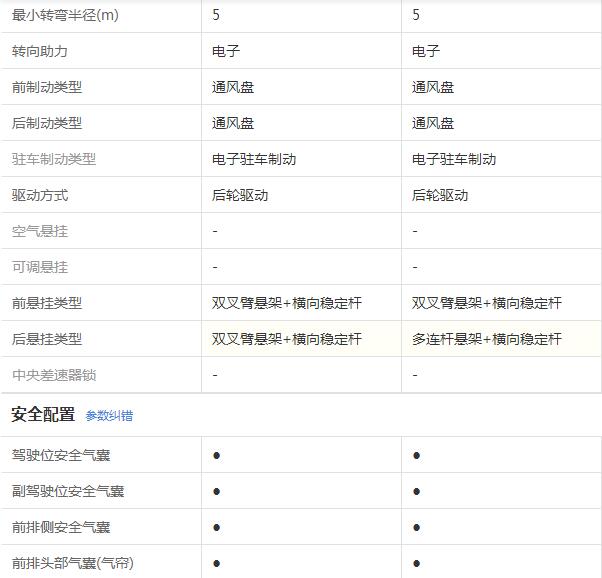 最小转弯半径(m) 5 5
转向助力 电子 电子
前制动类型 通风盘 通风盘
后制动类型 通风盘 通风盘
驻车制动类型 电子驻车制动 电子驻车制动
驱动方式 后轮驱动 后轮驱动
空气悬挂 - -
可调悬挂 - -
前悬挂类型 双叉臂悬架+横向稳定杆 双叉臂悬架+横向稳定杆
后悬挂类型 双叉臂悬架+横向稳定杆 多连杆悬架+横向稳定杆
中央差速器锁 - -
安全配置 参数纠错
驾驶位安全气囊 ● ●
副驾驶位安全气囊 ● ●
前排侧安全气囊 ● ●
前排头部气囊(气帘) ● ●